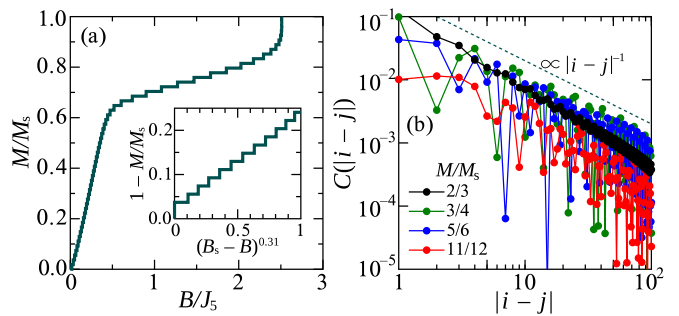 (a)
M/Mₛ
1.0
0.8
0.6
0.4
0.2
0.0
0
1
2
3
B/J₅
1 − M/Mₛ
0.2
0.1
0.0
0
0.5
1
(Bₛ − B)⁰·³¹
(b)
C(|i − j|)
10⁻¹
10⁻²
10⁻³
10⁻⁴
10⁻⁵
∝ |i − j|⁻¹
M/Mₛ
2/3
3/4
5/6
11/12
1
10
10²
|i − j|